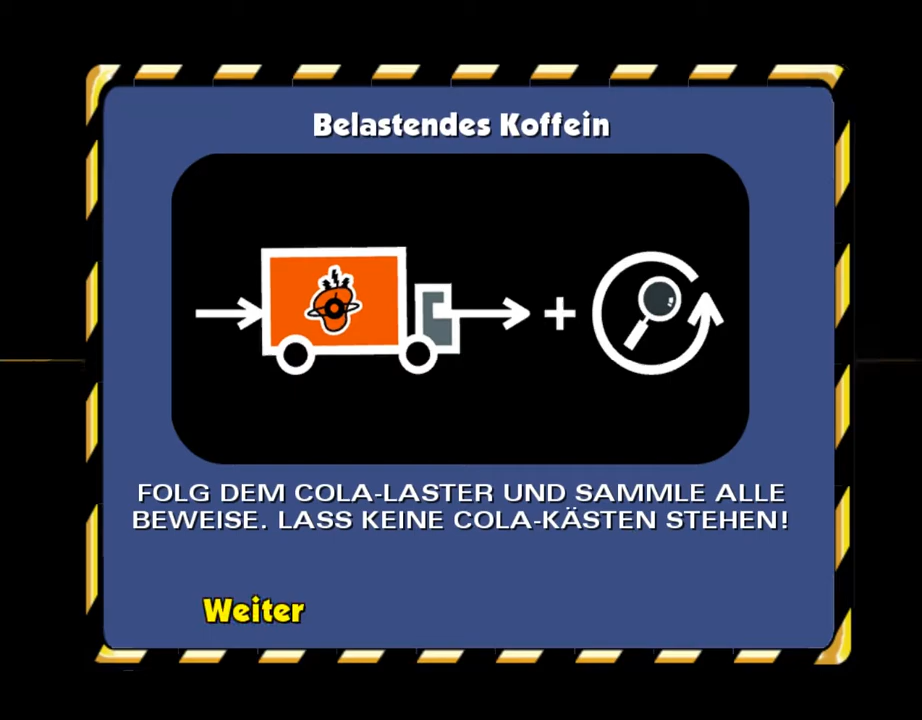 Belastendes Koffein
FOLG DEM COLA-LASTER UND SAMMLE ALLE
BEWEISE. LASS KEINE COLA-KÄSTEN STEHEN!
Weiter